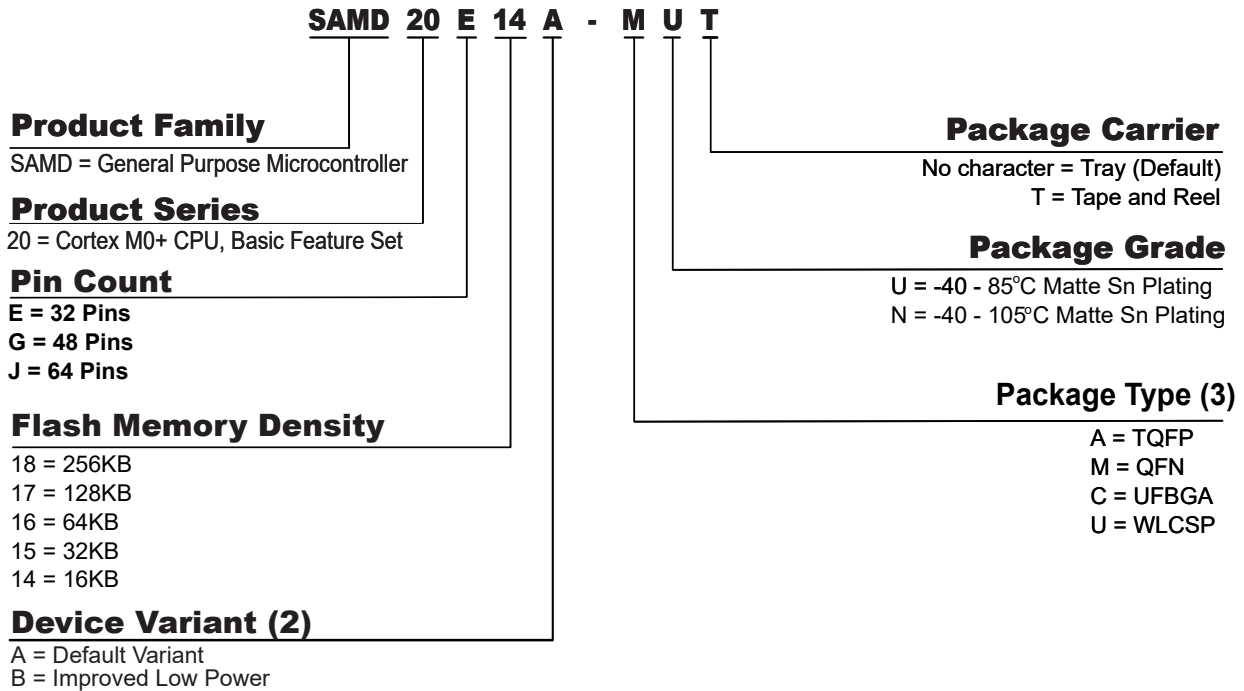 SAMD 20 E 14 A - M U T
Product Family
SAMD = General Purpose Microcontroller
Product Series
20 = Cortex M0+ CPU, Basic Feature Set
Pin Count
E = 32 Pins
G = 48 Pins
J = 64 Pins
Flash Memory Density
18 = 256KB
17 = 128KB
16 = 64KB
15 = 32KB
14 = 16KB
Device Variant (2)
A = Default Variant
B = Improved Low Power
Package Carrier
No character = Tray (Default)
T = Tape and Reel
Package Grade
U = -40 - 85°C Matte Sn Plating
N = -40 - 105°C Matte Sn Plating
Package Type (3)
A = TQFP
M = QFN
C = UFBGA
U = WLCSP